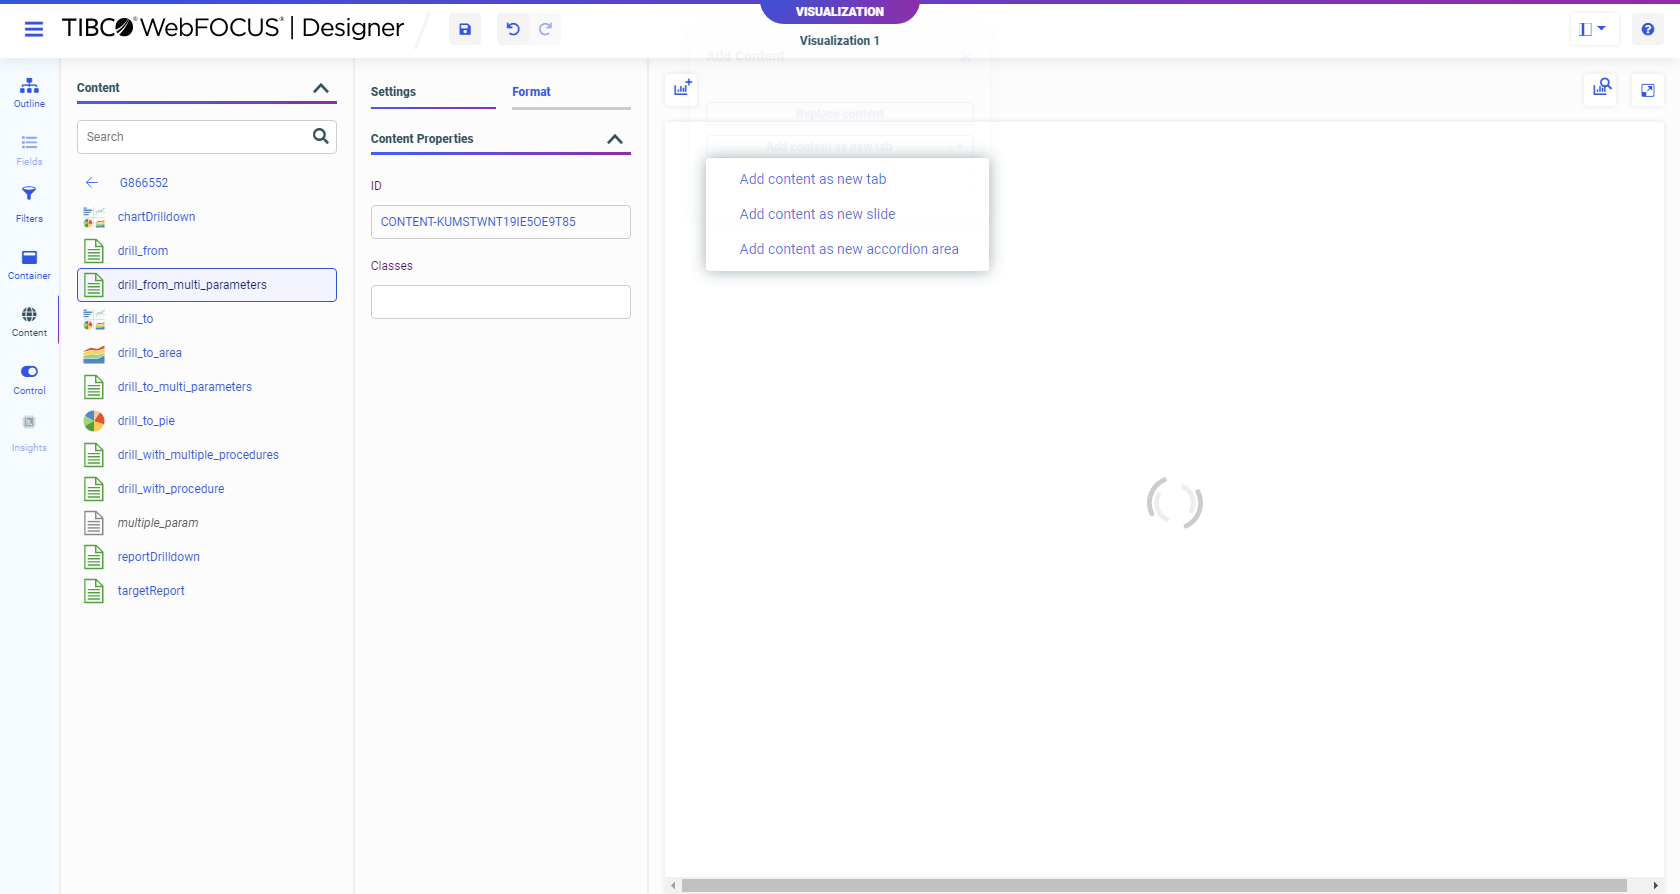 VISUALIZATION
TIBCO® WebFOCUS® | Designer
Visualization 1
Add Content
Replace content
Add content as new tab
Add content as new tab
Add content as new slide
Add content as new accordion area
Outline
Fields
Filters
Container
Content
Control
Insights
Content
Search
G866552
chartDrilldown
drill_from
drill_from_multi_parameters
drill_to
drill_to_area
drill_to_multi_parameters
drill_to_pie
drill_with_multiple_procedures
drill_with_procedure
multiple_param
reportDrilldown
targetReport
Settings
Format
Content Properties
ID
CONTENT-KUMSTWNT19IE5OE9T85
Classes